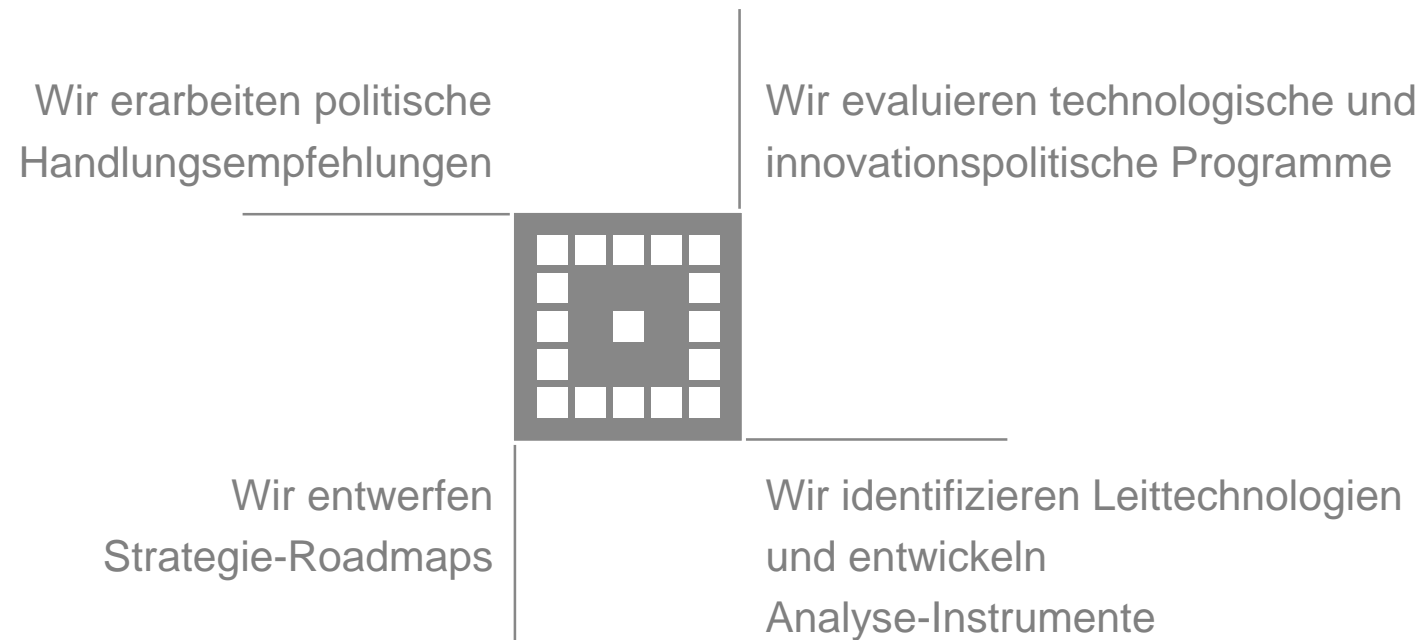 Wir erarbeiten politische
Handlungsempfehlungen
Wir evaluieren technologische und
innovationspolitische Programme
Wir entwerfen
Strategie-Roadmaps
Wir identifizieren Leittechnologien
und entwickeln
Analyse-Instrumente